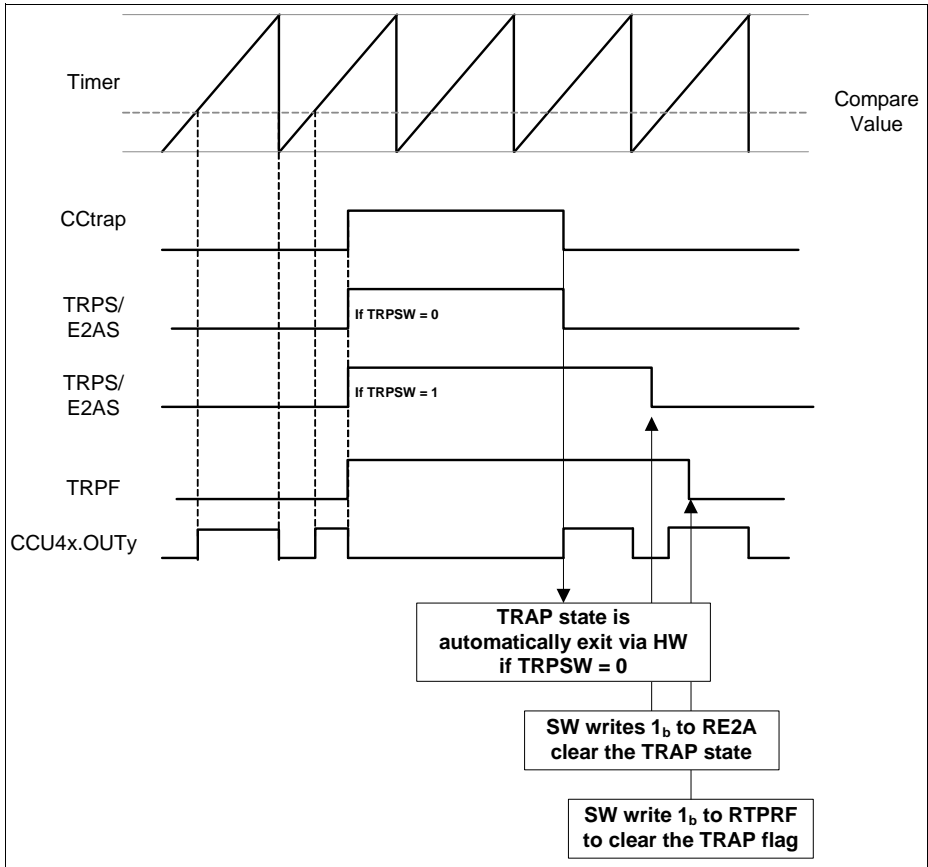 Timer
Compare
Value
CCtrap
TRPS/
E2AS
If TRPSW = 0
TRPS/
E2AS
If TRPSW = 1
TRPF
CCU4x.OUTy
TRAP state is
automatically exit via HW
if TRPSW = 0
SW writes 1b to RE2A
clear the TRAP state
SW write 1b to RTPRF
to clear the TRAP flag